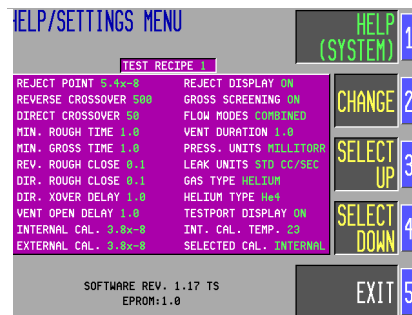 HELP/SETTINGS MENU
TEST RECIPE 1
REJECT POINT 5.4x-8 REJECT DISPLAY ON
REVERSE CROSSOVER 500 GROSS SCREENING ON
DIRECT CROSSOVER 50 FLOW MODES COMBINED
MIN. ROUGH TIME 1.0 VENT DURATION 1.0
MIN. GROSS TIME 1.0 PRESS. UNITS MILLITORR
REV. ROUGH CLOSE 0.1 LEAK UNITS STD CC/SEC
DIR. ROUGH CLOSE 0.1 GAS TYPE HELIUM
DIR. XOVER DELAY 1.0 HELIUM TYPE He4
VENT OPEN DELAY 1.0 TESTPORT DISPLAY ON
INTERNAL CAL. 3.8x-8 INT. CAL. TEMP. 23
EXTERNAL CAL. 3.8x-8 SELECTED CAL. INTERNAL
SOFTWARE REV. 1.17 TS
EPROM:1.0
HELP
(SYSTEM) 1
CHANGE 2
SELECT
UP 3
SELECT
DOWN 4
EXIT 5